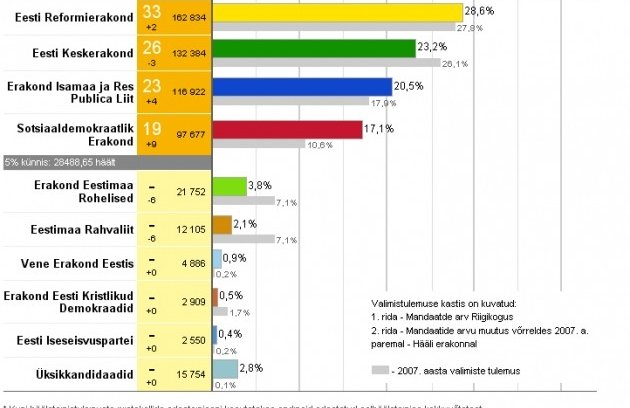 Eesti Reformierakond 33 +2 162 834 28,6% 27,8%
Eesti Keskerakond 26 -3 132 384 23,2% 26,1%
Erakond Isamaa ja Res Publica Liit 23 +4 116 922 20,5% 17,9%
Sotsiaaldemokraatlik Erakond 19 +9 97 677 17,1% 10,6%
5% künnis: 28488,65 häält
Erakond Eestimaa Rohelised - -6 21 752 3,8% 7,1%
Eestimaa Rahvaliit - -6 12 105 2,1% 7,1%
Vene Erakond Eestis - +0 4 886 0,9% 0,2%
Erakond Eesti Kristlikud Demokraadid - +0 2 909 0,5% 1,7%
Eesti Iseseisvuspartei - +0 2 550 0,4% 0,2%
Üksikkandidaadid - +0 15 754 2,8% 0,1%
Valimistulemuse kastis on kuvatud:
1. rida - Mandaatde arv Riigikogus
2. rida - Mandaatide arvu muutus võrreldes 2007. a.
paremal - Hääli erakonnal
- 2007. aasta valimiste tulemus